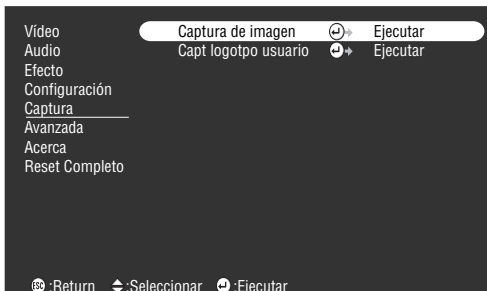 Vídeo
Captura de imagen Ejecutar
Audio
Capt logotpo usuario Ejecutar
Efecto
Configuración
Captura
Avanzada
Acerca
Reset Completo
ESC :Return :Seleccionar :Ejecutar